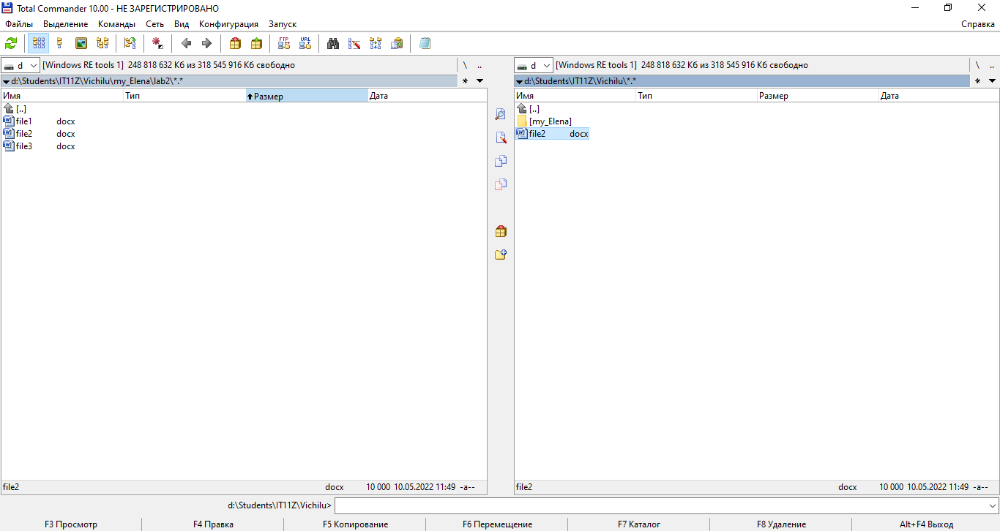 Total Commander 10.00 - НЕ ЗАРЕГИСТРИРОВАНО
Файлы Выделение Команды Сеть Вид Конфигурация Запуск Справка
FTP URL
d [Windows RE tools 1] 248 818 632 Кб из 318 545 916 Кб свободно \ ..
d:\Students\IT11Z\Vichilu\my_Elena\lab2\*.* * 
Имя Тип Размер Дата
[..]
file1 docx
file2 docx
file3 docx
file2 docx 10 000 10.05.2022 11:49 -a--
d [Windows RE tools 1] 248 818 632 Кб из 318 545 916 Кб свободно \ ..
d:\Students\IT11Z\Vichilu\*.* *
Имя Тип Размер Дата
[..]
[my_Elena]
file2 docx
file2 docx 10 000 10.05.2022 11:49 -a--
d:\Students\IT11Z\Vichilu>
F3 Просмотр F4 Правка F5 Копирование F6 Перемещение F7 Каталог F8 Удаление Alt+F4 Выход